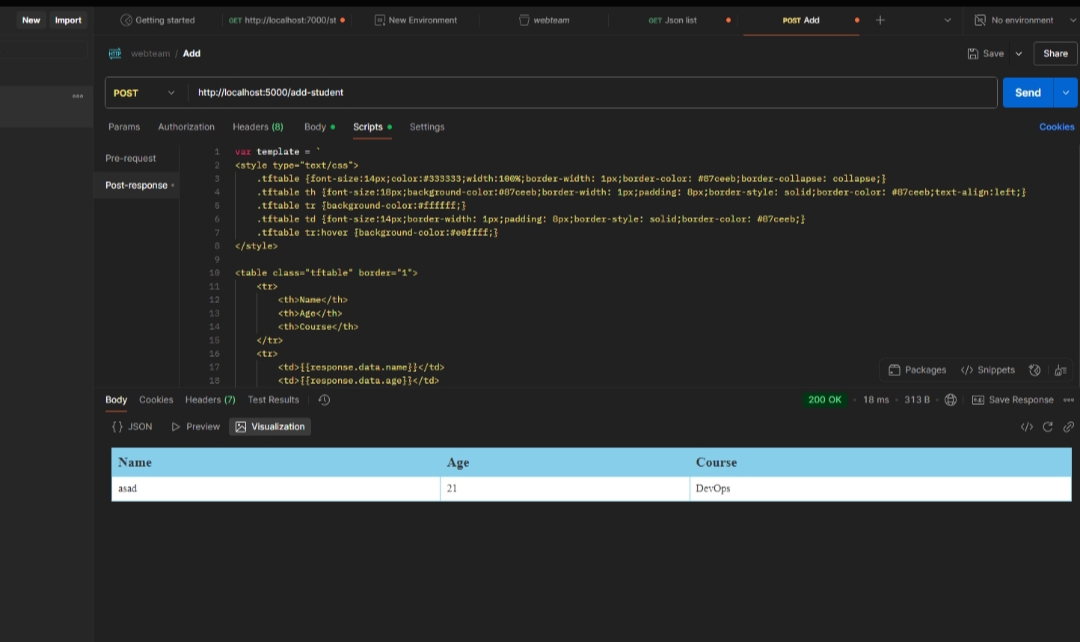 New Import Getting started GET http://localhost:7000/st New Environment webteam GET Json list POST Add No environment
HTTP webteam / Add Save Share
POST http://localhost:5000/add-student Send
Params Authorization Headers (8) Body Scripts Settings Cookies
Pre-request
Post-response
1 var template = `
2 <style type="text/css">
3 .tftable {font-size:14px;color:#333333;width:100%;border-width: 1px;border-color: #87ceeb;border-collapse: collapse;}
4 .tftable th {font-size:18px;background-color:#87ceeb;border-width: 1px;padding: 8px;border-style: solid;border-color: #87ceeb;text-align:left;}
5 .tftable tr {background-color:#ffffff;}
6 .tftable td {font-size:14px;border-width: 1px;padding: 8px;border-style: solid;border-color: #87ceeb;}
7 .tftable tr:hover {background-color:#e0ffff;}
8 </style>
9
10 <table class="tftable" border="1">
11 <tr>
12 <th>Name</th>
13 <th>Age</th>
14 <th>Course</th>
15 </tr>
16 <tr>
17 <td>{{response.data.name}}</td>
18 <td>{{response.data.age}}</td>
Packages </> Snippets
Body Cookies Headers (7) Test Results 200 OK 18 ms 313 B Save Response
{} JSON Preview Visualization </>
Name Age Course
asad 21 DevOps